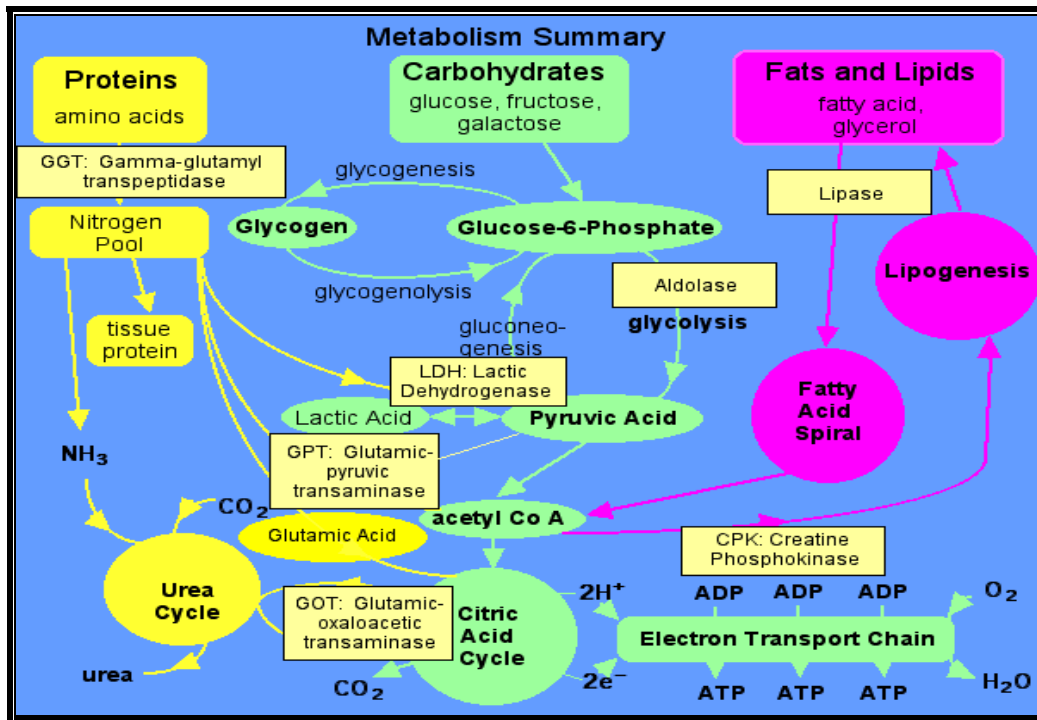 Metabolism Summary
Proteins
amino acids
Carbohydrates
glucose, fructose,
galactose
Fats and Lipids
fatty acid,
glycerol
GGT: Gamma-glutamyl
transpeptidase
glycogenesis
Lipase
Nitrogen
Pool
Glycogen
Glucose-6-Phosphate
Lipogenesis
glycogenolysis
Aldolase
glycolysis
tissue
protein
gluconeo-
genesis
LDH: Lactic
Dehydrogenase
Lactic Acid
Pyruvic Acid
Fatty
Acid
Spiral
NH₃
GPT: Glutamic-
pyruvic
transaminase
CO₂
acetyl Co A
Glutamic Acid
CPK: Creatine
Phosphokinase
Urea
Cycle
GOT: Glutamic-
oxaloacetic
transaminase
Citric
Acid
Cycle
2H⁺
ADP ADP ADP
O₂
Electron Transport Chain
urea
CO₂
2e⁻
ATP ATP ATP
H₂O